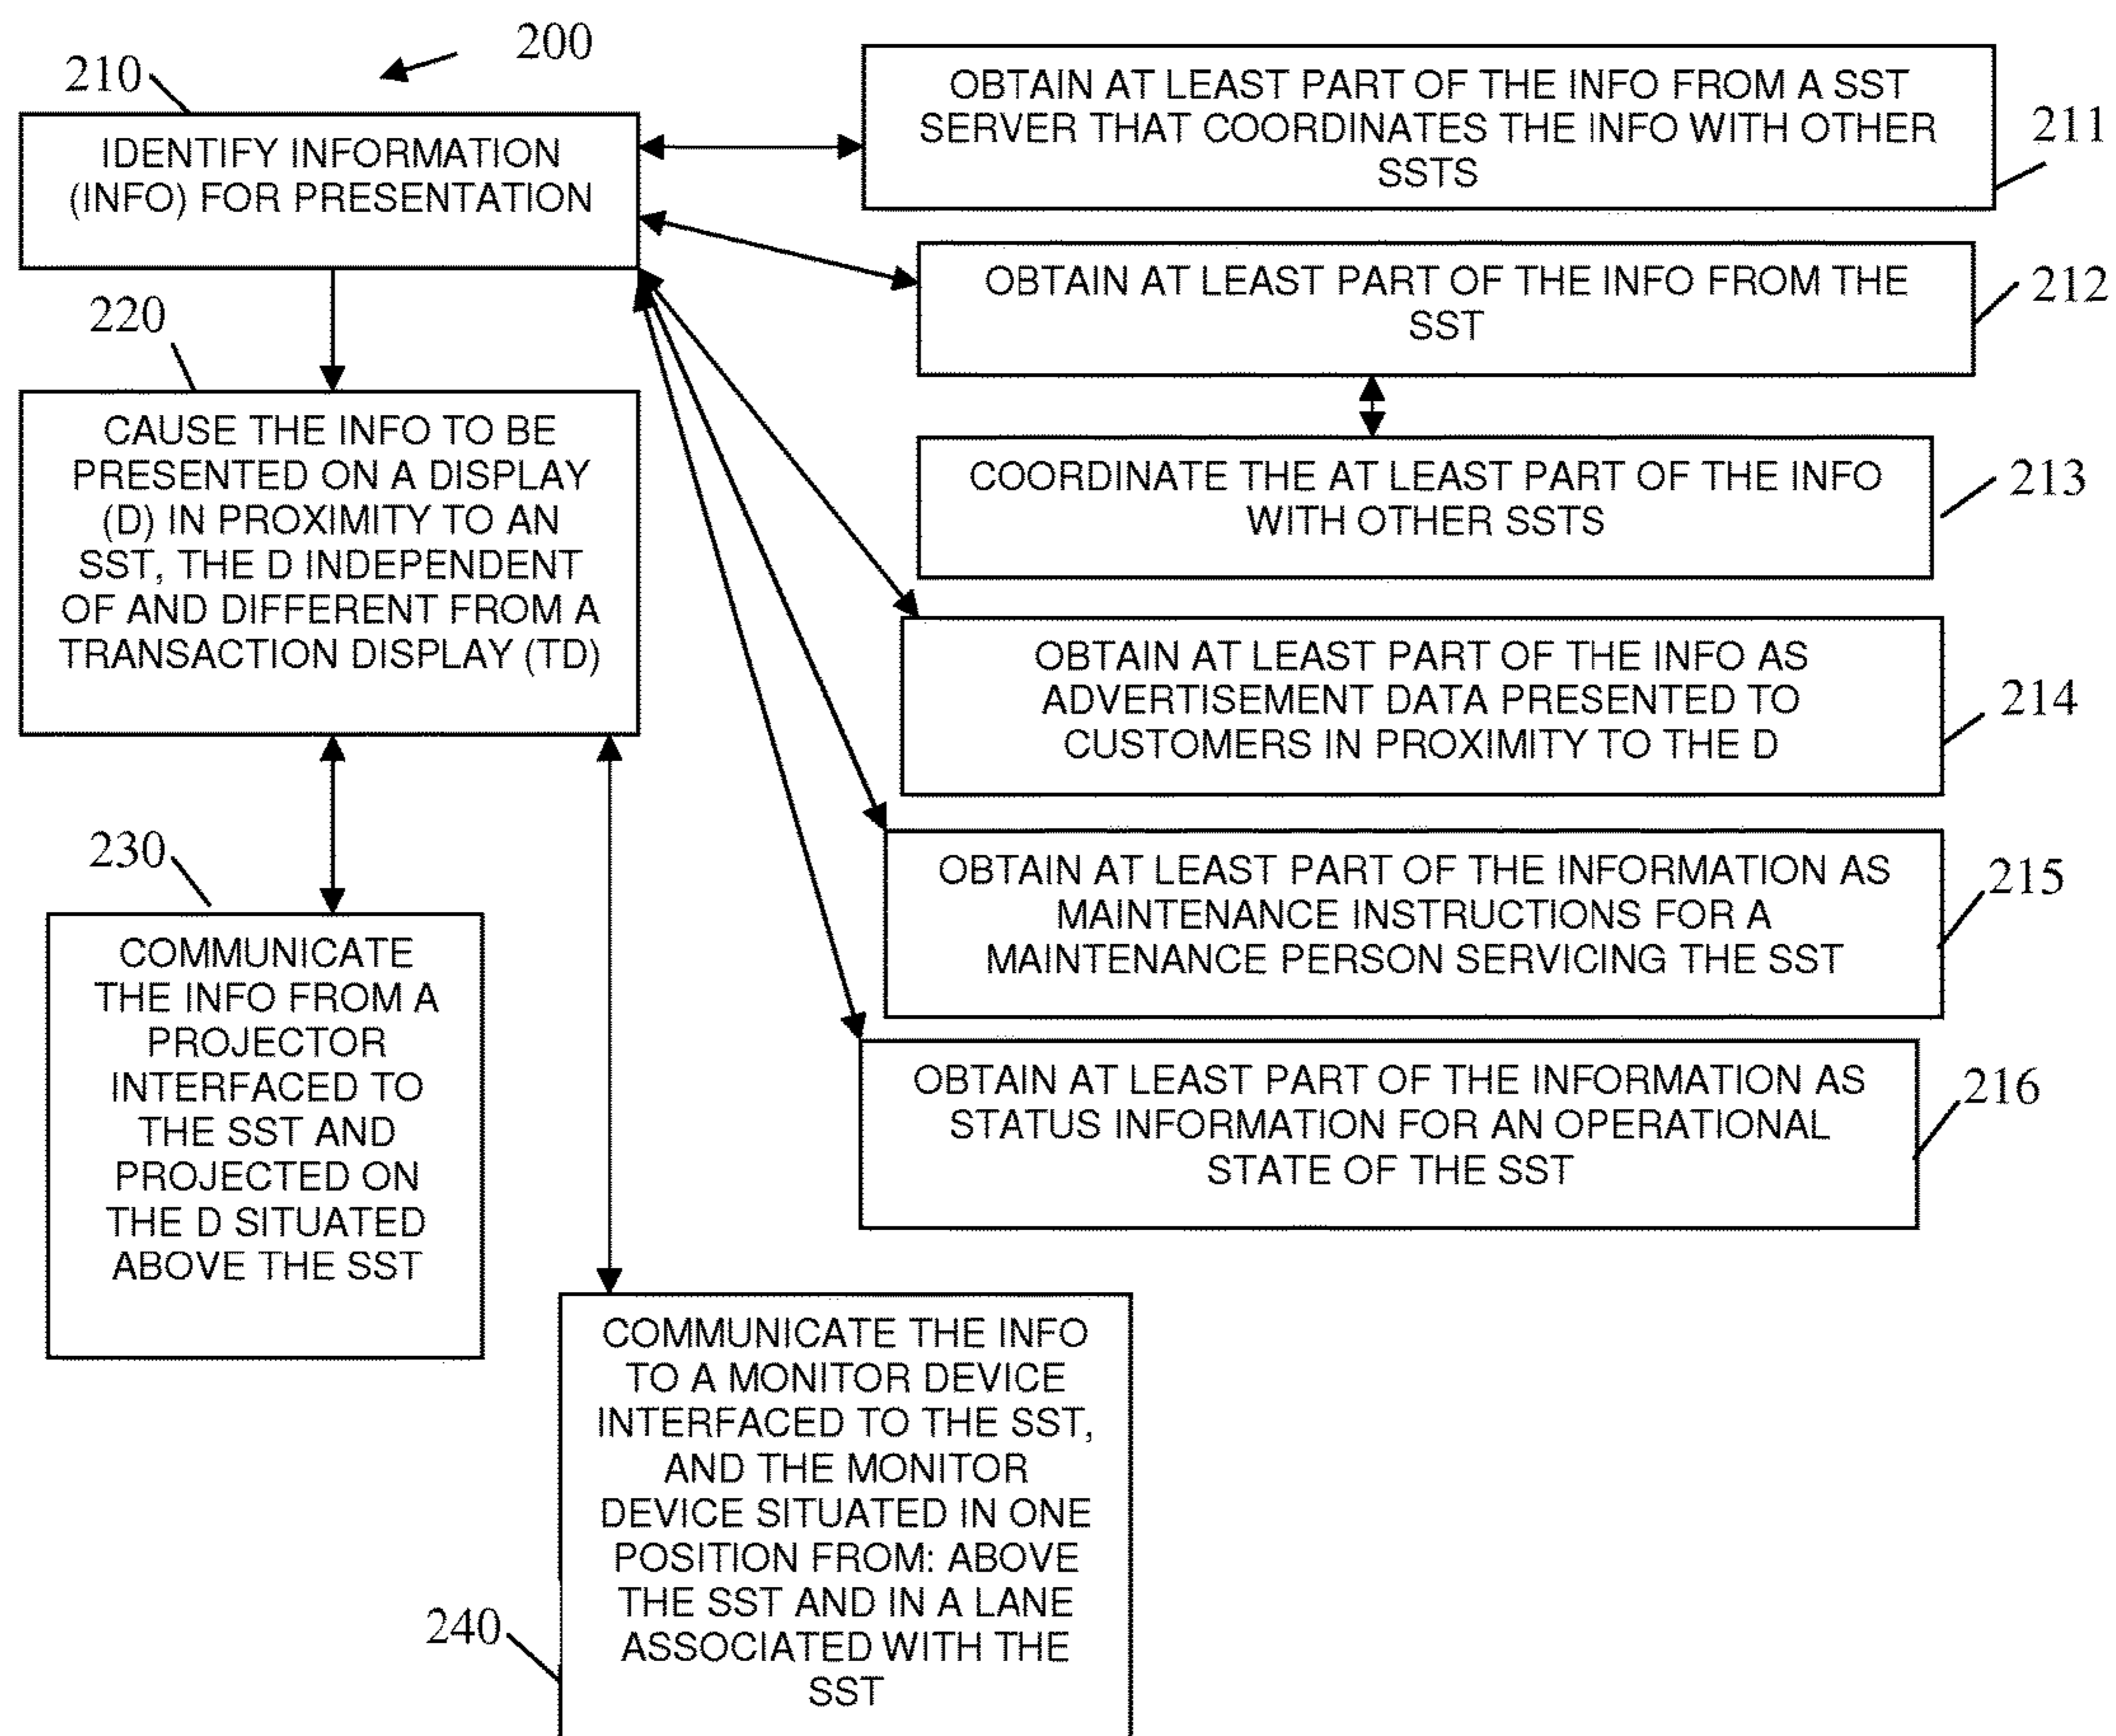 200
210
IDENTIFY INFORMATION
(INFO) FOR PRESENTATION
OBTAIN AT LEAST PART OF THE INFO FROM A SST
SERVER THAT COORDINATES THE INFO WITH OTHER
SSTS
211
OBTAIN AT LEAST PART OF THE INFO FROM THE
SST
212
220
CAUSE THE INFO TO BE
PRESENTED ON A DISPLAY
(D) IN PROXIMITY TO AN
SST, THE D INDEPENDENT
OF AND DIFFERENT FROM A
TRANSACTION DISPLAY (TD)
COORDINATE THE AT LEAST PART OF THE INFO
WITH OTHER SSTS
213
OBTAIN AT LEAST PART OF THE INFO AS
ADVERTISEMENT DATA PRESENTED TO
CUSTOMERS IN PROXIMITY TO THE D
214
OBTAIN AT LEAST PART OF THE INFORMATION AS
MAINTENANCE INSTRUCTIONS FOR A
MAINTENANCE PERSON SERVICING THE SST
215
230
COMMUNICATE
THE INFO FROM A
PROJECTOR
INTERFACED TO
THE SST AND
PROJECTED ON
THE D SITUATED
ABOVE THE SST
OBTAIN AT LEAST PART OF THE INFORMATION AS
STATUS INFORMATION FOR AN OPERATIONAL
STATE OF THE SST
216
COMMUNICATE THE INFO
TO A MONITOR DEVICE
INTERFACED TO THE SST,
AND THE MONITOR
DEVICE SITUATED IN ONE
POSITION FROM: ABOVE
THE SST AND IN A LANE
ASSOCIATED WITH THE
SST
240